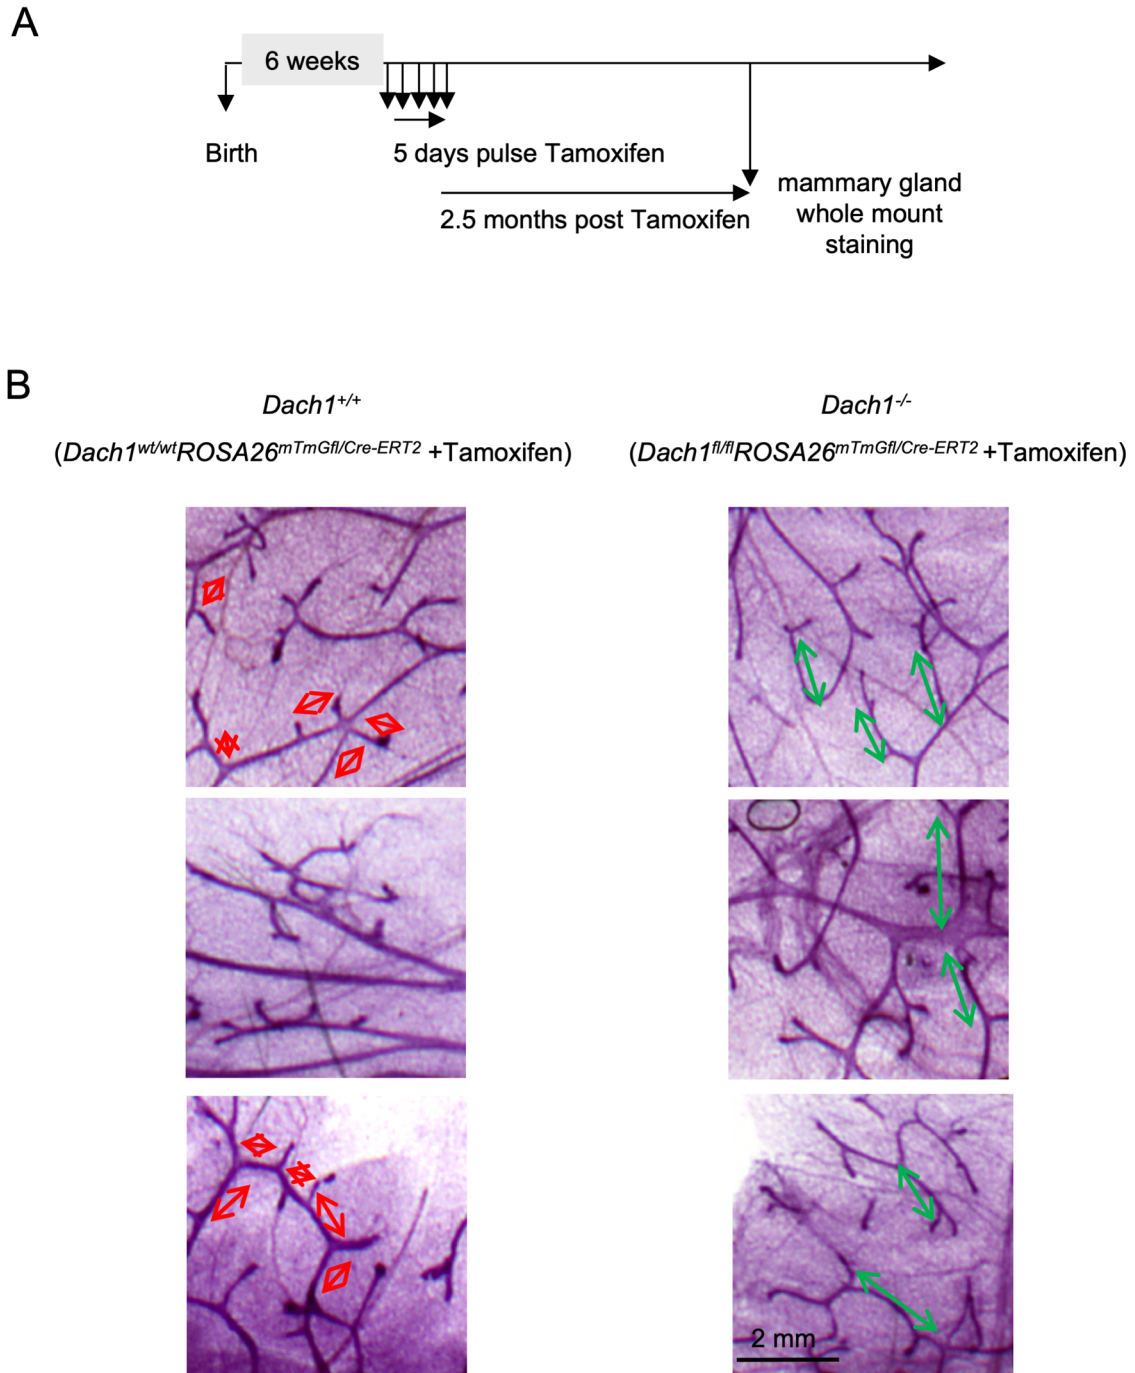 A
6 weeks
Birth
5 days pulse Tamoxifen
2.5 months post Tamoxifen
mammary gland
whole mount
staining
B
Dach1+/+
(Dach1wt/wtROSA26mTmGfl/Cre-ERT2 +Tamoxifen)
Dach1-/-
(Dach1fl/flROSA26mTmGfl/Cre-ERT2 +Tamoxifen)
2 mm